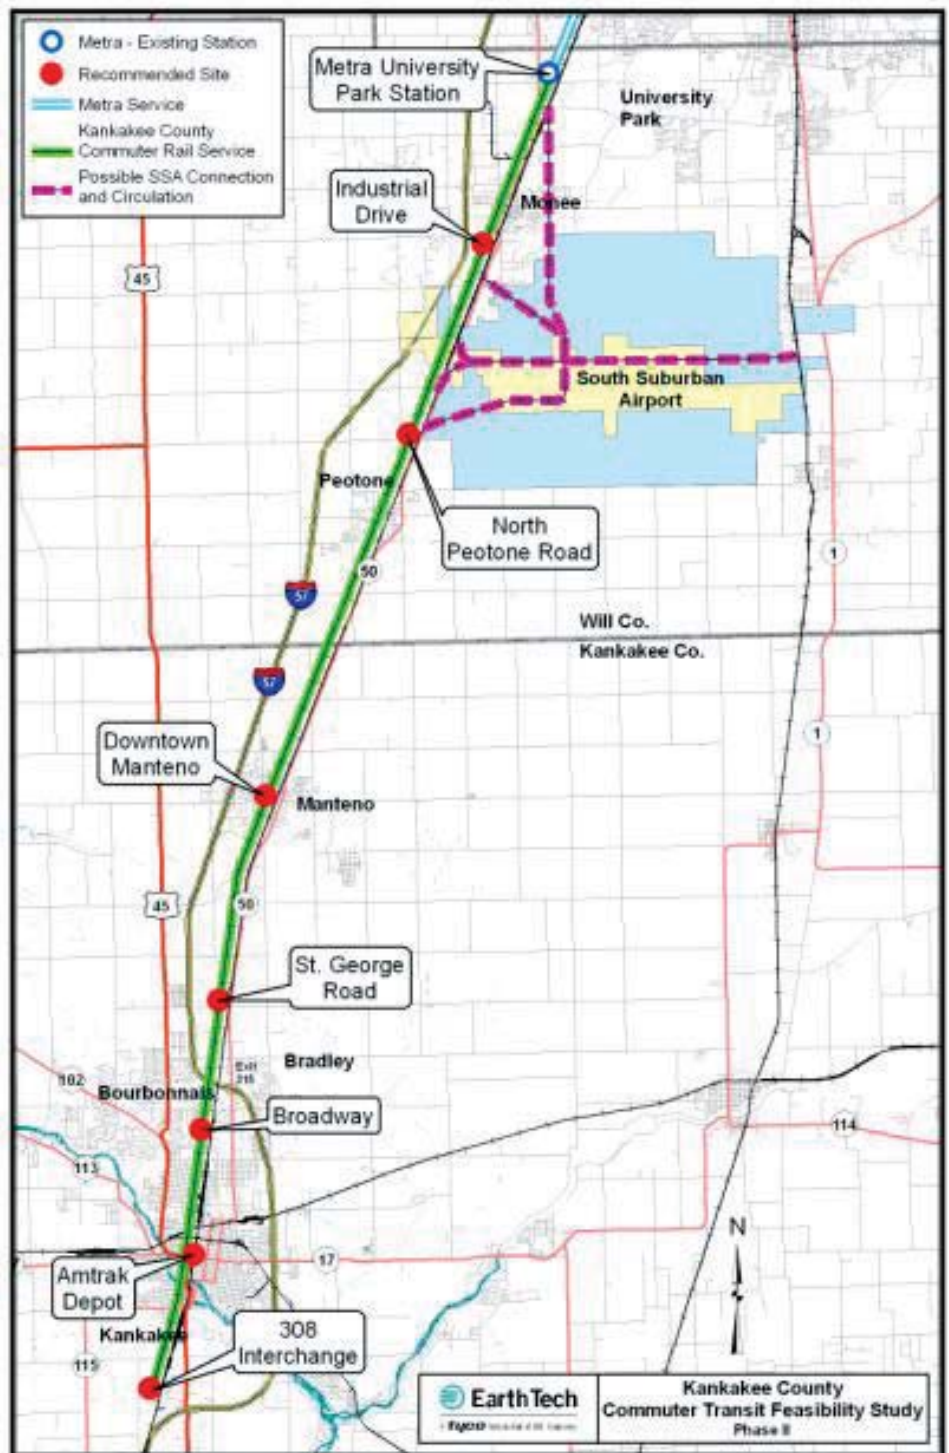 Metra - Existing Station
Recommended Site
Metra Service
Kankakee County
Commuter Rail Service
Possible SSA Connection
and Circulation
Metra University
Park Station
University
Park
Industrial
Drive
Monee
45
South Suburban
Airport
Peotone
North
Peotone Road
50
1
57
Will Co.
Kankakee Co.
57
1
Downtown
Manteno
Manteno
45
50
St. George
Road
Bradley
Exit
315
102
Bourbonnais
Broadway
114
113
N
17
Amtrak
Depot
308
Interchange
Kankakee
115
EarthTech
A Tyco
Kankakee County
Commuter Transit Feasibility Study
Phase II